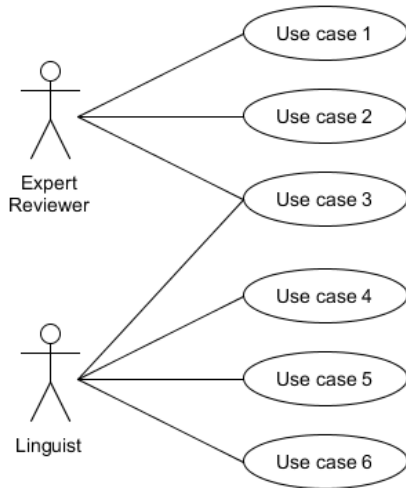 Use case 1
Use case 2
Expert
Reviewer
Use case 3
Use case 4
Use case 5
Linguist
Use case 6